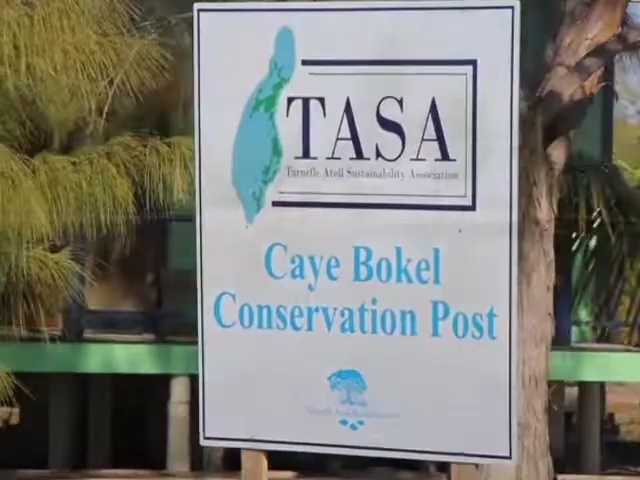 TASA
Turneffe Atoll Sustainability Association
Caye Bokel
Conservation Post